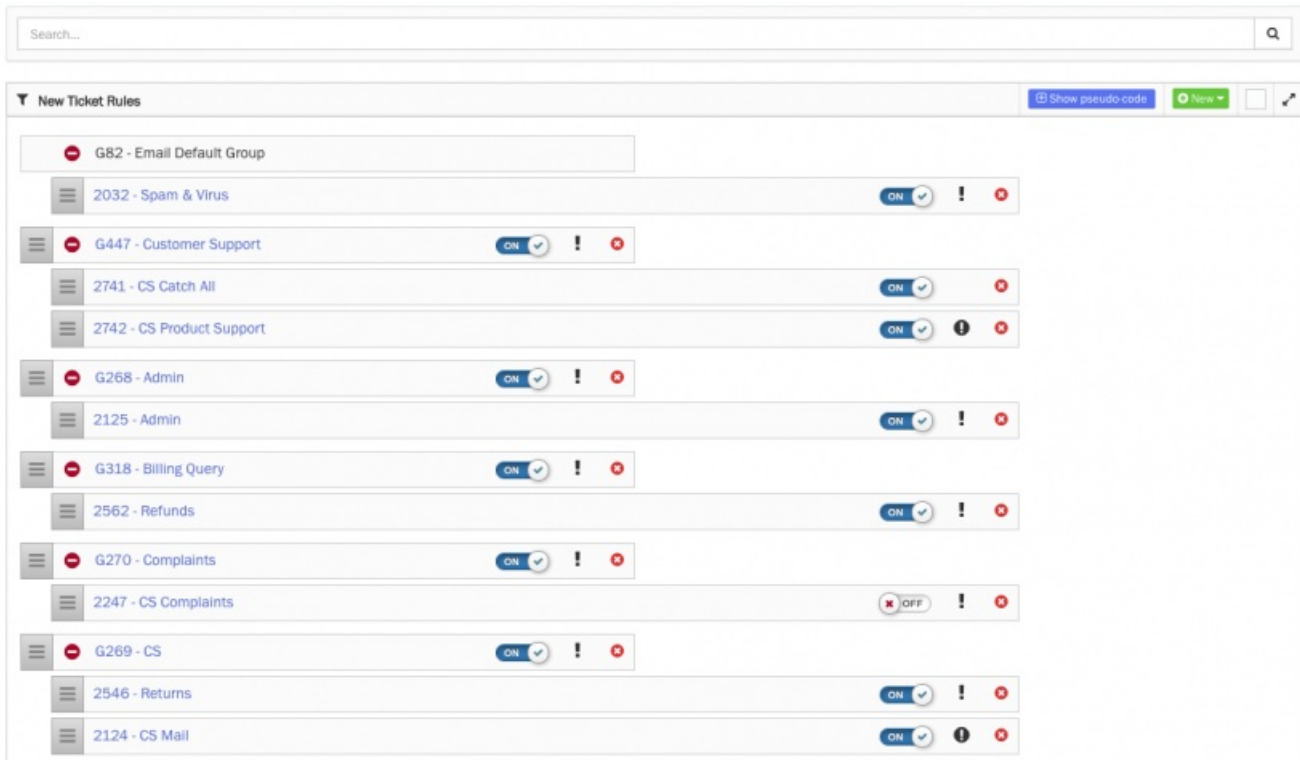 Search...
New Ticket Rules
Show pseudo-code
New
G82 - Email Default Group
2032 - Spam & Virus
ON
G447 - Customer Support
ON
2741 - CS Catch All
ON
2742 - CS Product Support
ON
G268 - Admin
ON
2125 - Admin
ON
G318 - Billing Query
ON
2562 - Refunds
ON
G270 - Complaints
ON
2247 - CS Complaints
OFF
G269 - CS
ON
2546 - Returns
ON
2124 - CS Mail
ON